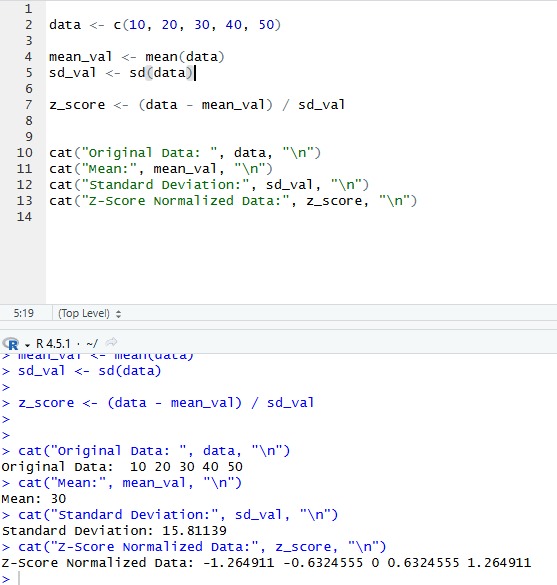 1
2 data <- c(10, 20, 30, 40, 50)
3
4 mean_val <- mean(data)
5 sd_val <- sd(data)
6
7 z_score <- (data - mean_val) / sd_val
8
9
10 cat("Original Data: ", data, "\n")
11 cat("Mean:", mean_val, "\n")
12 cat("Standard Deviation:", sd_val, "\n")
13 cat("Z-Score Normalized Data:", z_score, "\n")
14
5:19 (Top Level)
R R 4.5.1 · ~/
> mean_val <- mean(data)
> sd_val <- sd(data)
>
> z_score <- (data - mean_val) / sd_val
>
>
> cat("Original Data: ", data, "\n")
Original Data:  10 20 30 40 50
> cat("Mean:", mean_val, "\n")
Mean: 30
> cat("Standard Deviation:", sd_val, "\n")
Standard Deviation: 15.81139
> cat("Z-Score Normalized Data:", z_score, "\n")
Z-Score Normalized Data: -1.264911 -0.6324555 0 0.6324555 1.264911
>